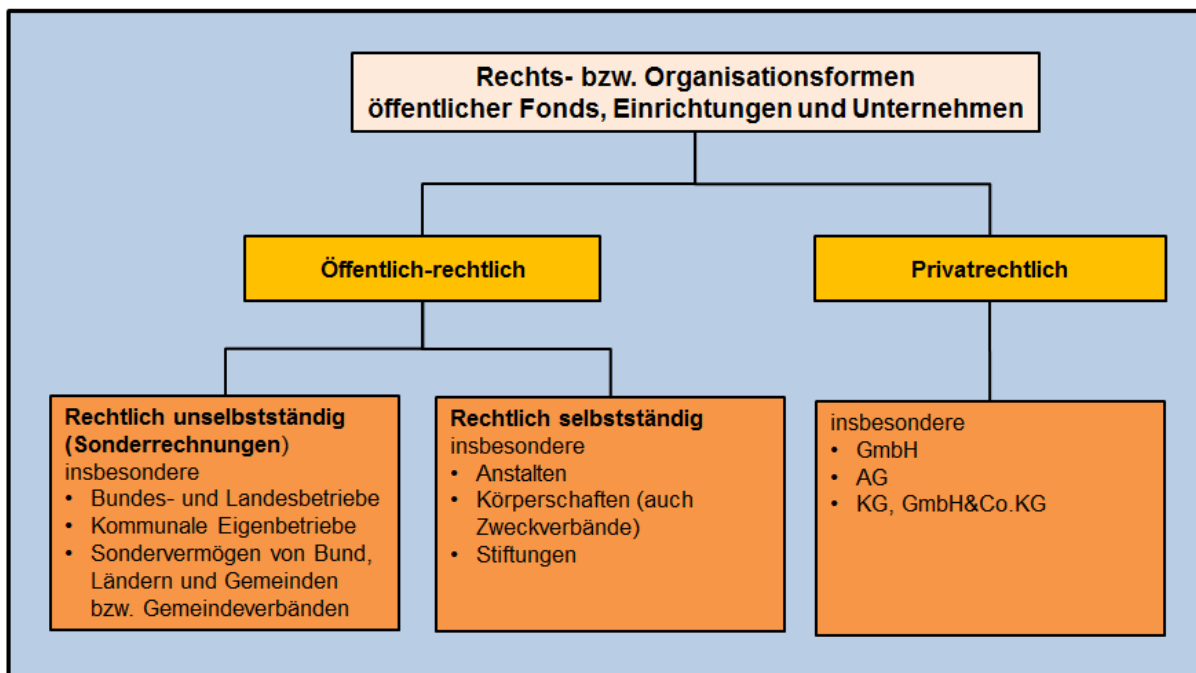 Rechts- bzw. Organisationsformen
öffentlicher Fonds, Einrichtungen und Unternehmen
Öffentlich-rechtlich
Privatrechtlich
Rechtlich unselbstständig
(Sonderrechnungen)
insbesondere
• Bundes- und Landesbetriebe
• Kommunale Eigenbetriebe
• Sondervermögen von Bund,
Ländern und Gemeinden
bzw. Gemeindeverbänden
Rechtlich selbstständig
insbesondere
• Anstalten
• Körperschaften (auch
Zweckverbände)
• Stiftungen
insbesondere
• GmbH
• AG
• KG, GmbH&Co.KG